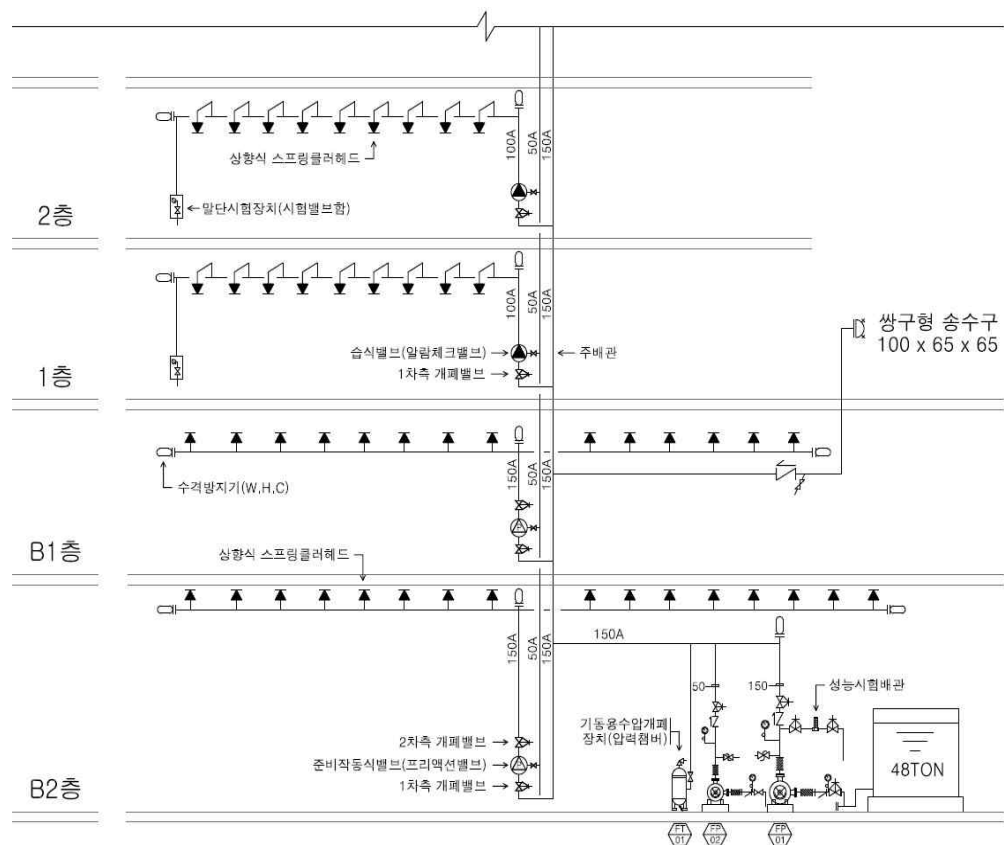 100A
50A
150A
상향식 스프링클러헤드
2층
말단시험장치(시험밸브함)
100A
50A
150A
쌍구형 송수구
100 x 65 x 65
습식밸브(알람체크밸브)
주배관
1층
1차측 개폐밸브
150A
50A
150A
수격방지기(W,H,C)
B1층
상향식 스프링클러헤드
150A
50A
150A
150A
50
150
성능시험배관
기동용수압개폐
장치(압력챔버)
2차측 개폐밸브
준비작동식밸브(프리액션밸브)
48TON
B2층
1차측 개폐밸브
FT
01
FP
02
FP
01